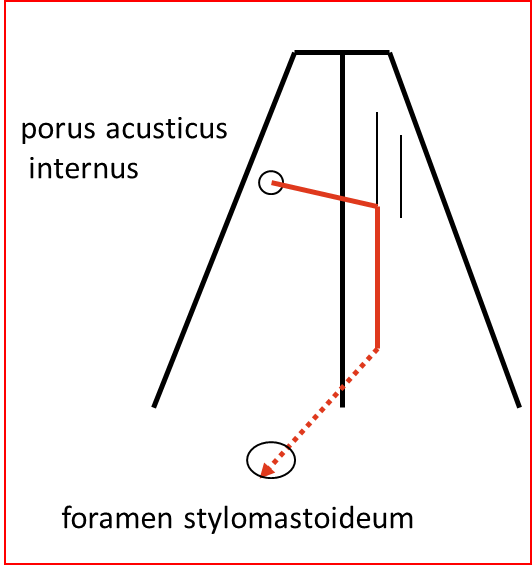 porus acusticus
internus
foramen stylomastoideum